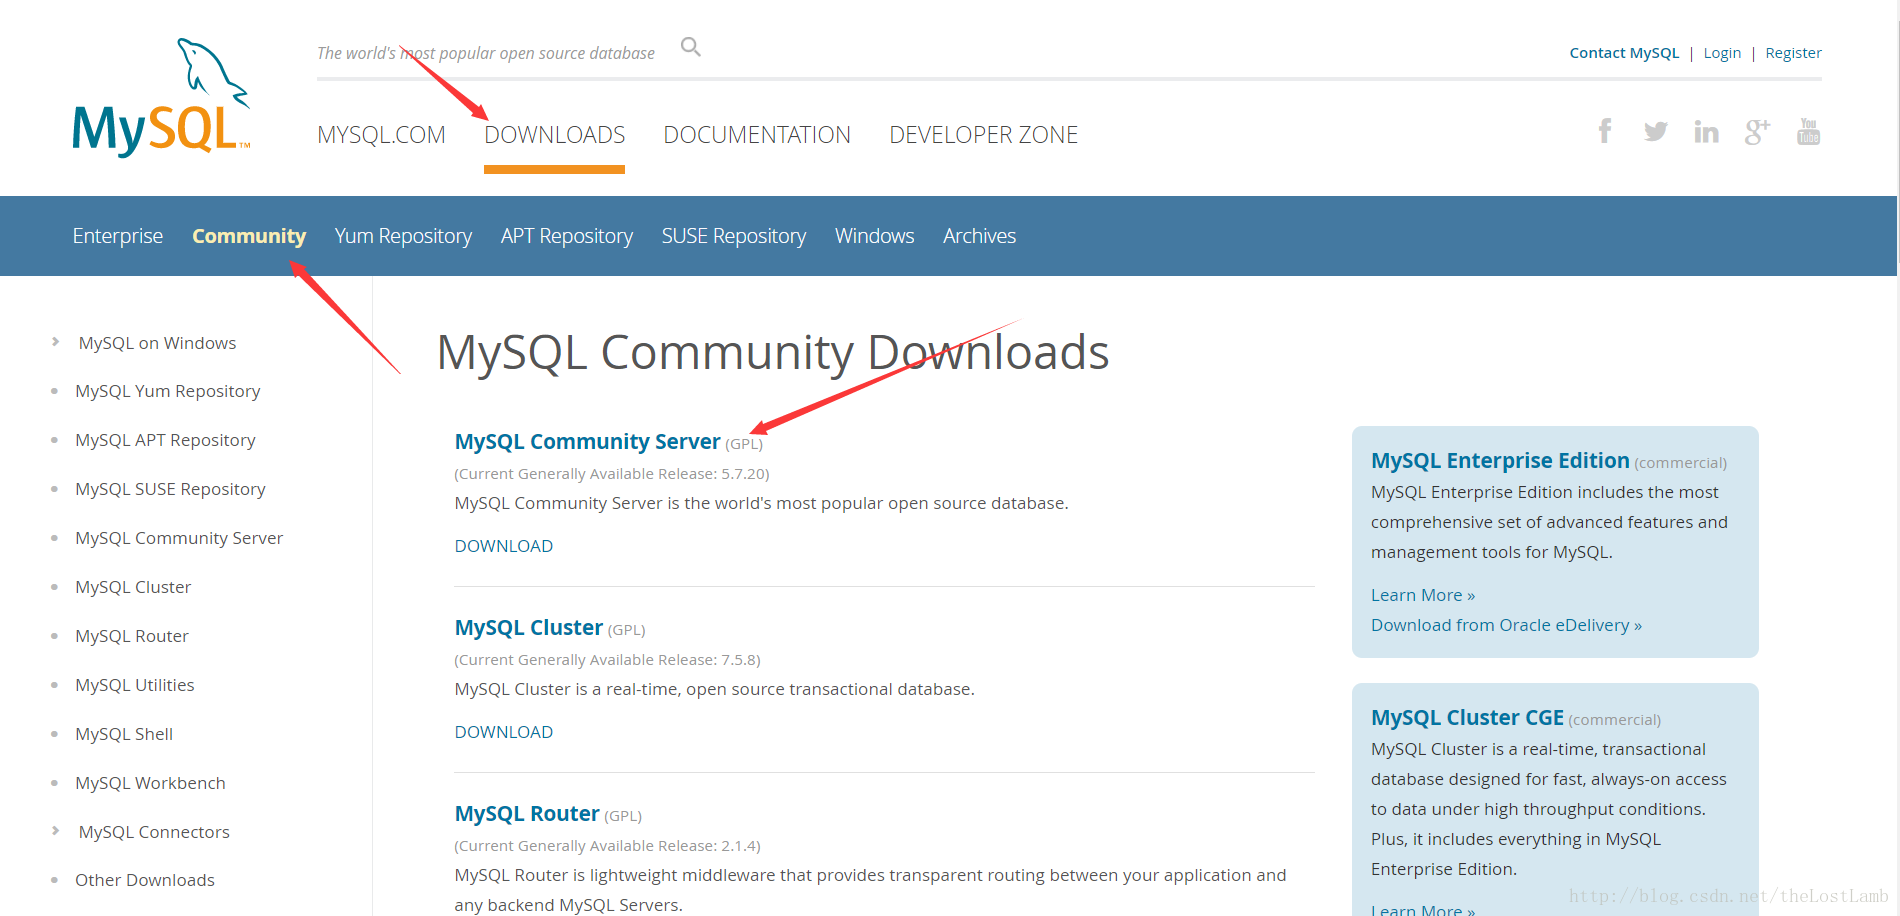 The world's most popular open source database
Contact MySQL | Login | Register
MySQL™
MYSQL.COM DOWNLOADS DOCUMENTATION DEVELOPER ZONE
You Tube
Enterprise Community Yum Repository APT Repository SUSE Repository Windows Archives
MySQL on Windows
MySQL Yum Repository
MySQL APT Repository
MySQL SUSE Repository
MySQL Community Server
MySQL Cluster
MySQL Router
MySQL Utilities
MySQL Shell
MySQL Workbench
MySQL Connectors
Other Downloads
MySQL Community Downloads
MySQL Community Server (GPL)
(Current Generally Available Release: 5.7.20)
MySQL Community Server is the world's most popular open source database.
DOWNLOAD
MySQL Cluster (GPL)
(Current Generally Available Release: 7.5.8)
MySQL Cluster is a real-time, open source transactional database.
DOWNLOAD
MySQL Router (GPL)
(Current Generally Available Release: 2.1.4)
MySQL Router is lightweight middleware that provides transparent routing between your application and
any backend MySQL Servers.
MySQL Enterprise Edition (commercial)
MySQL Enterprise Edition includes the most
comprehensive set of advanced features and
management tools for MySQL.
Learn More »
Download from Oracle eDelivery »
MySQL Cluster CGE (commercial)
MySQL Cluster is a real-time, transactional
database designed for fast, always-on access
to data under high throughput conditions.
Plus, it includes everything in MySQL
Enterprise Edition.
Learn More »
http://blog.csdn.net/theLostLamb